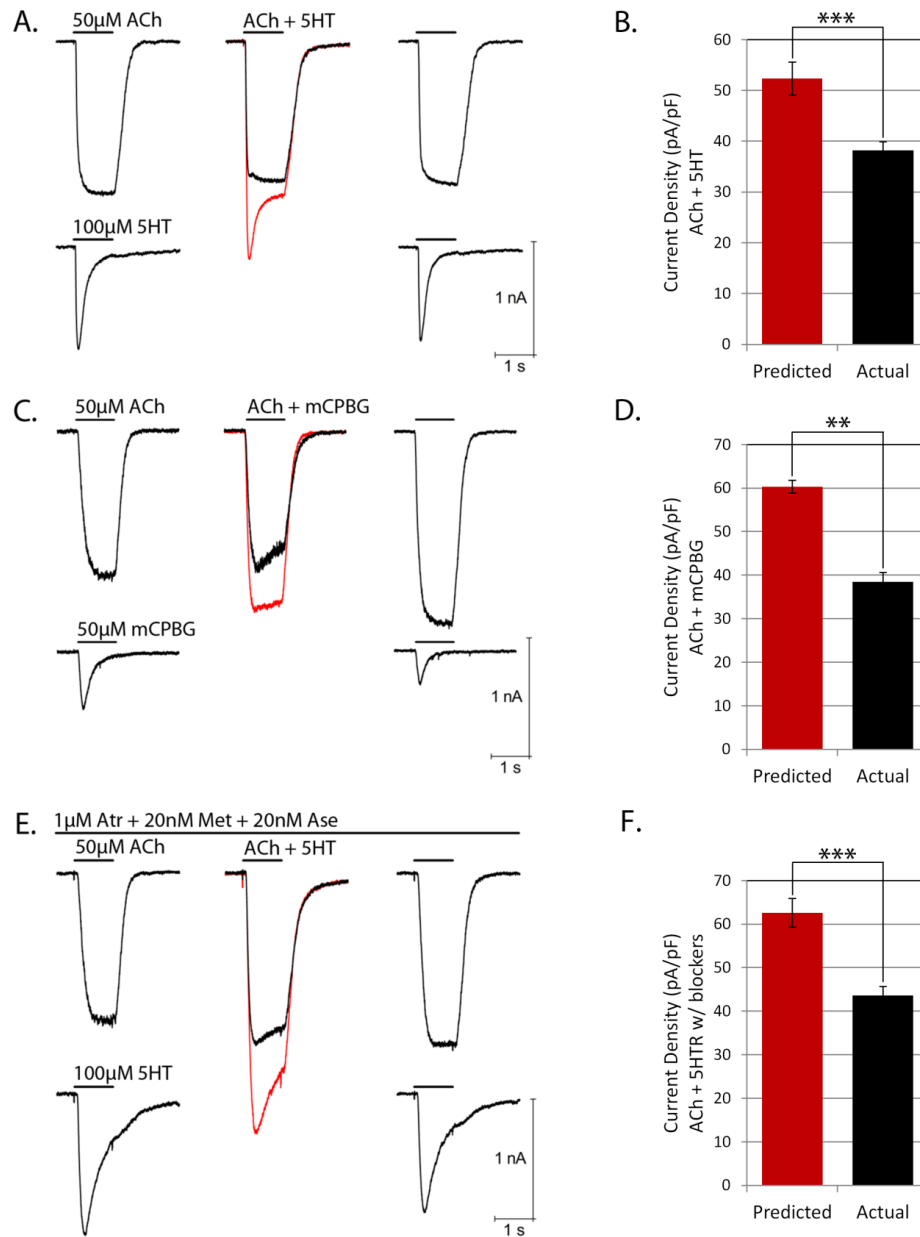 A.
50µM ACh
ACh + 5HT
100µM 5HT
1 nA
1 s
B.
***
Current Density (pA/pF)
ACh + 5HT
60
50
40
30
20
10
0
Predicted
Actual
C.
50µM ACh
ACh + mCPBG
50µM mCPBG
1 nA
1 s
D.
**
Current Density (pA/pF)
ACh + mCPBG
70
60
50
40
30
20
10
0
Predicted
Actual
E.
1µM Atr + 20nM Met + 20nM Ase
50µM ACh
ACh + 5HT
100µM 5HT
1 nA
1 s
F.
***
Current Density (pA/pF)
ACh + 5HTR w/ blockers
70
60
50
40
30
20
10
0
Predicted
Actual